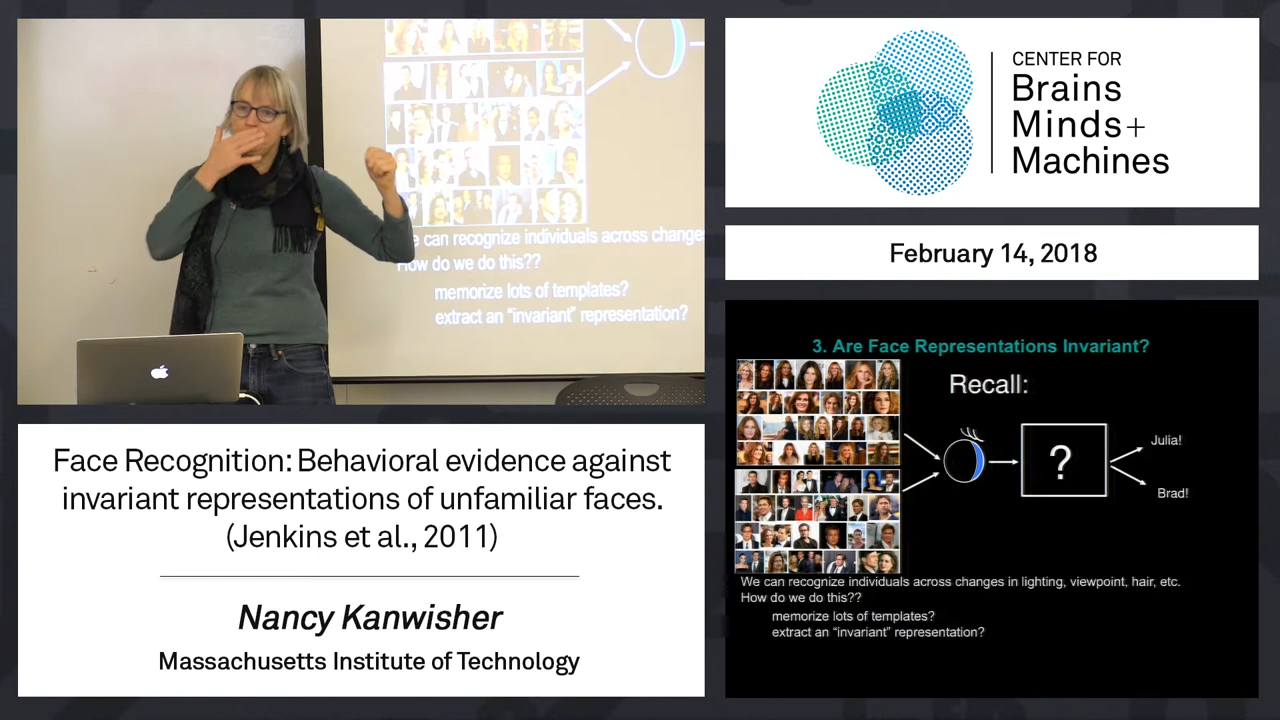 e can recognize individuals across change
How do we do this??
memorize lots of templates?
extract an “invariant” representation?
CENTER FOR
Brains
Minds+
Machines
February 14, 2018
3. Are Face Representations Invariant?
Recall:
?
Julia!
Brad!
We can recognize individuals across changes in lighting, viewpoint, hair, etc.
How do we do this??
memorize lots of templates?
extract an “invariant” representation?
Face Recognition: Behavioral evidence against
invariant representations of unfamiliar faces.
(Jenkins et al., 2011)
Nancy Kanwisher
Massachusetts Institute of Technology